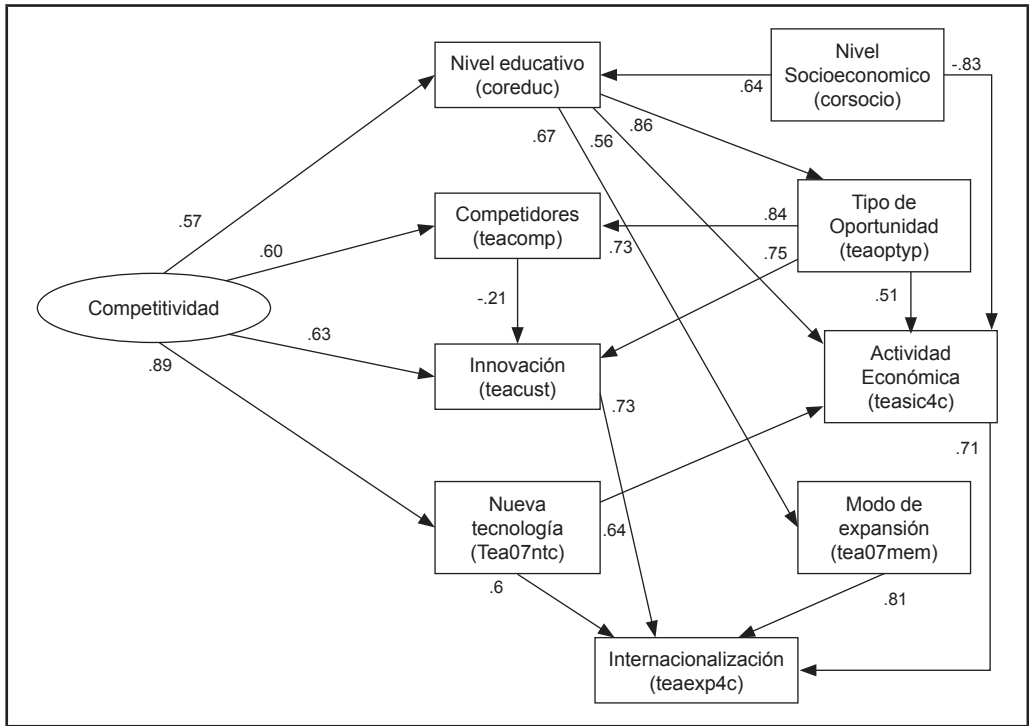 Nivel educativo
(coreduc)
Nivel
Socioeconomico
(corsocio)
-.83
.64
.67
.56
.86
.57
.60
Competidores
(teacomp)
.84
.73
.75
Tipo de
Oportunidad
(teaoptyp)
Competitividad
-.21
.51
.89
.63
Innovación
(teacust)
Actividad
Económica
(teasic4c)
.73
.71
Nueva
tecnología
(Tea07ntc)
.64
Modo de
expansión
(tea07mem)
.6
.81
Internacionalización
(teaexp4c)